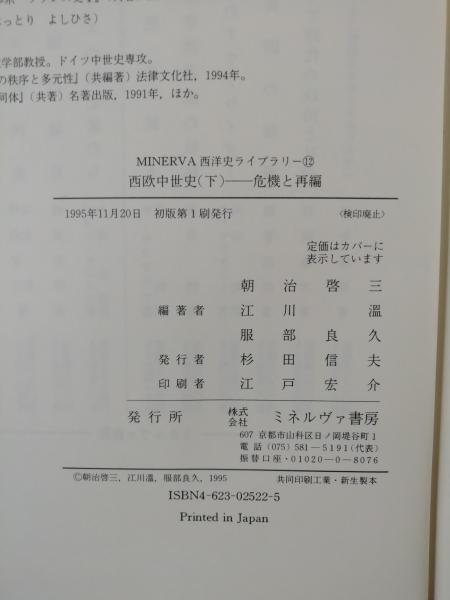 っとり よしひさ)
学部教授。ドイツ中世史専攻。
の秩序と多元性』(共編著)法律文化社,1994年。
同体』(共著)名著出版,1991年,ほか。
MINERVA 西洋史ライブラリー⑫
西欧中世史(下)――危機と再編
1995年11月20日 初版第1刷発行 〈検印廃止〉
定価はカバーに
表示しています
朝治啓三
編著者 江川溫
服部良久
発行者 杉田信夫
印刷者 江戸宏介
発行所 株式会社 ミネルヴァ書房
607 京都市山科区日ノ岡堤谷町1
電話(075)581―5191(代表)
振替口座・01020―0―8076
©朝治啓三,江川溫,服部良久,1995 共同印刷工業・新生製本
ISBN4-623-02522-5
Printed in Japan